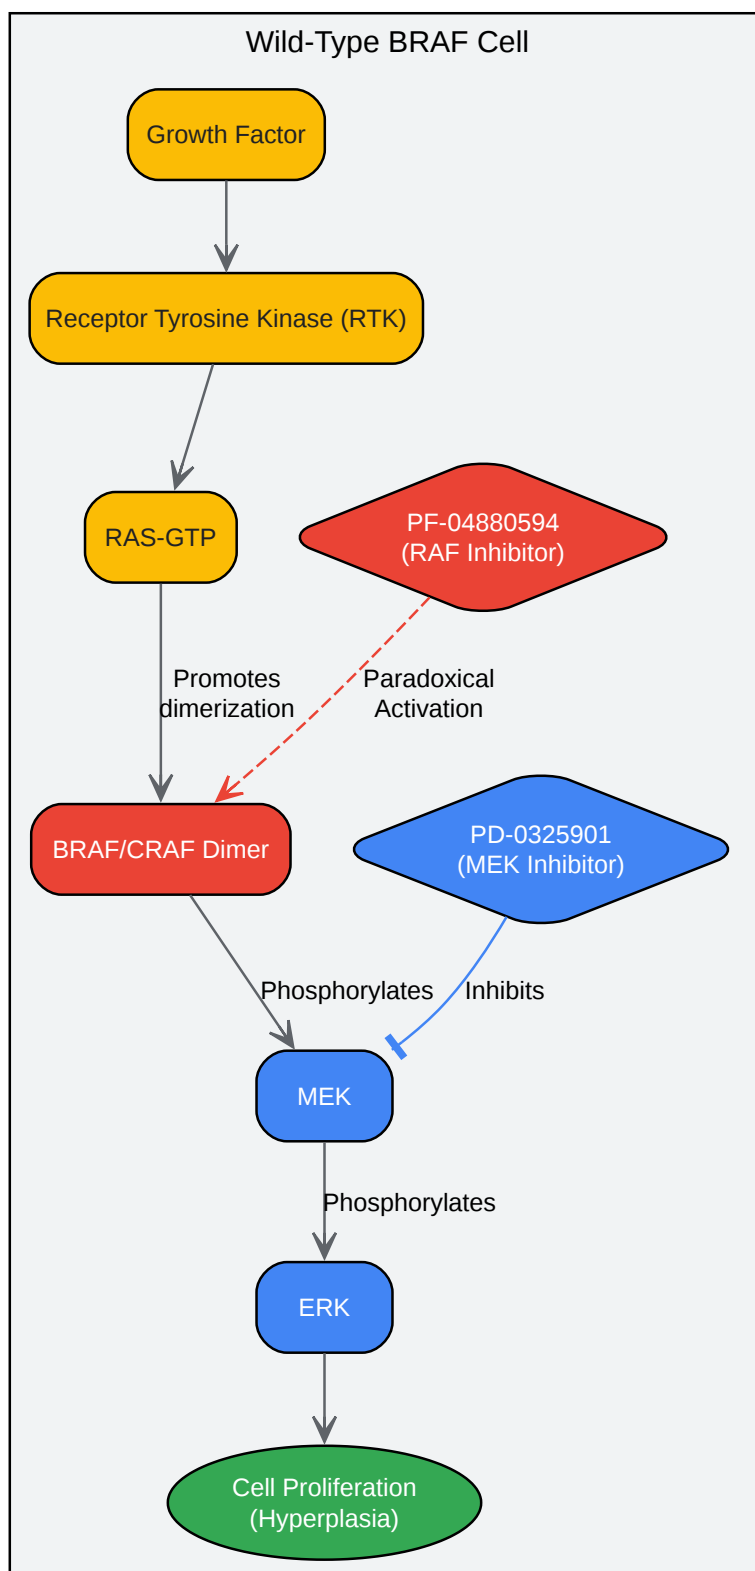 Wild-Type BRAF Cell
Growth Factor
Receptor Tyrosine Kinase (RTK)
RAS-GTP
PF-04880594
(RAF Inhibitor)
Promotes
dimerization
Paradoxical
Activation
BRAF/CRAF Dimer
PD-0325901
(MEK Inhibitor)
Phosphorylates
Inhibits
MEK
Phosphorylates
ERK
Cell Proliferation
(Hyperplasia)